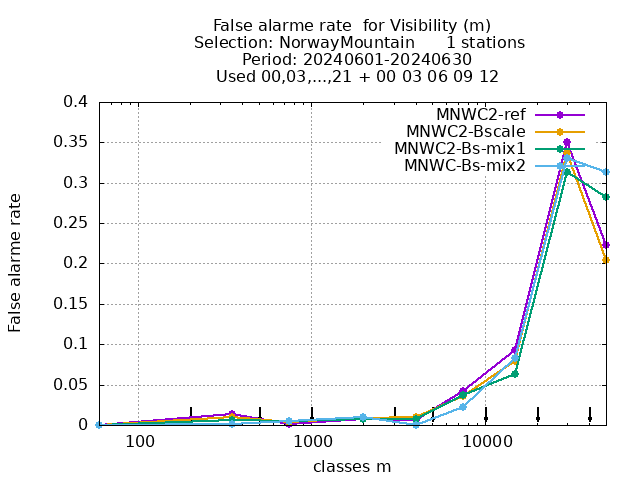 False alarme rate  for Visibility (m)
Selection: NorwayMountain      1 stations
Period: 20240601-20240630
Used 00,03,...,21 + 00 03 06 09 12
MNWC2-ref
MNWC2-Bscale
MNWC2-Bs-mix1
MNWC-Bs-mix2
False alarme rate
0.4
0.35
0.3
0.25
0.2
0.15
0.1
0.05
0
100 1000 10000
classes m